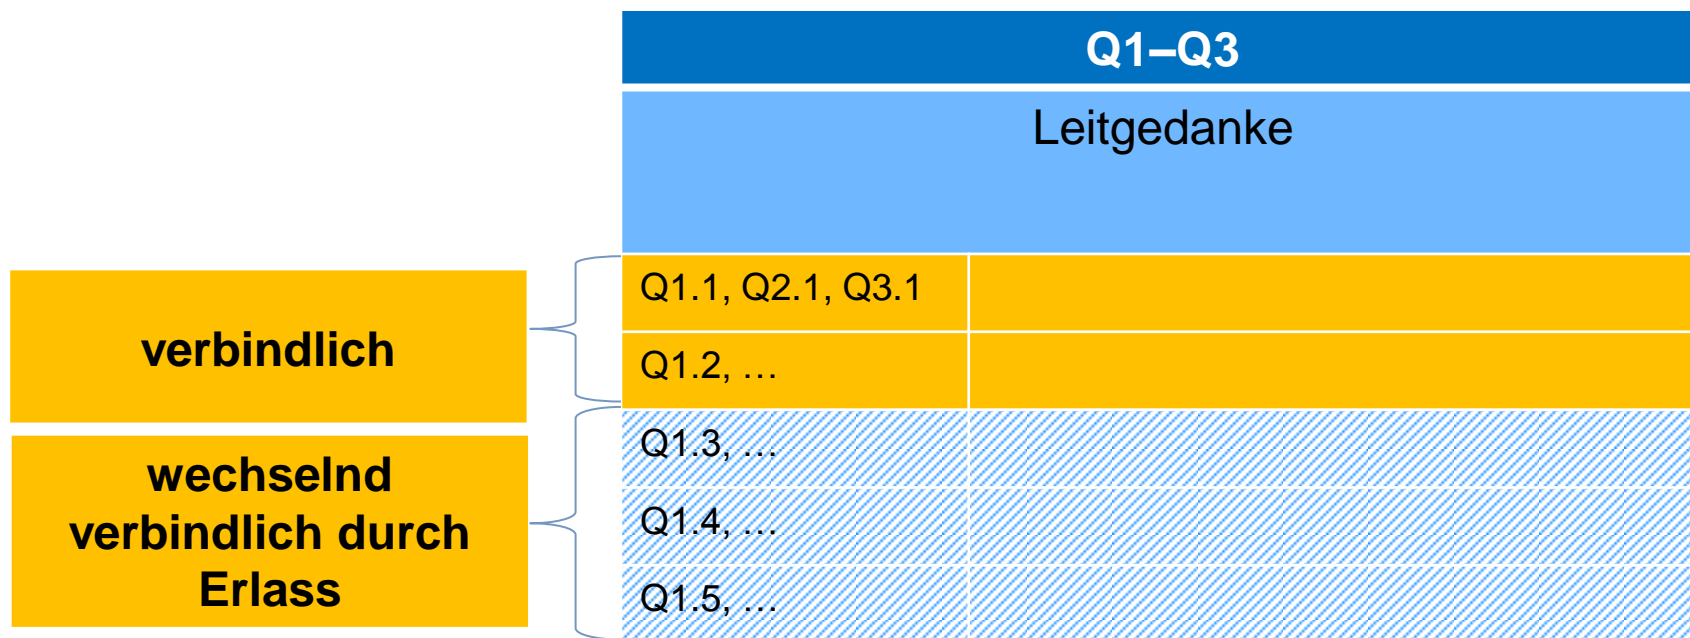 Q1–Q3
Leitgedanke
verbindlich
Q1.1, Q2.1, Q3.1
Q1.2, …
wechselnd
verbindlich durch
Erlass
Q1.3, …
Q1.4, …
Q1.5, …